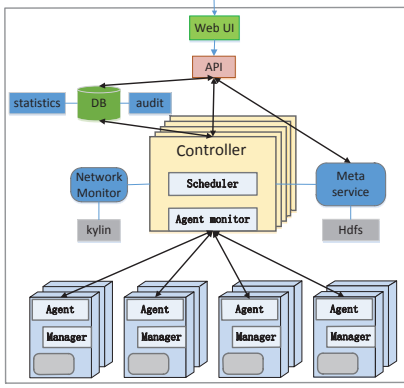 Web UI
API
statistics
DB
audit
Controller
Network
Monitor
Scheduler
Meta
service
Agent monitor
kylin
Hdfs
Agent
Agent
Agent
Agent
Manager
Manager
Manager
Manager